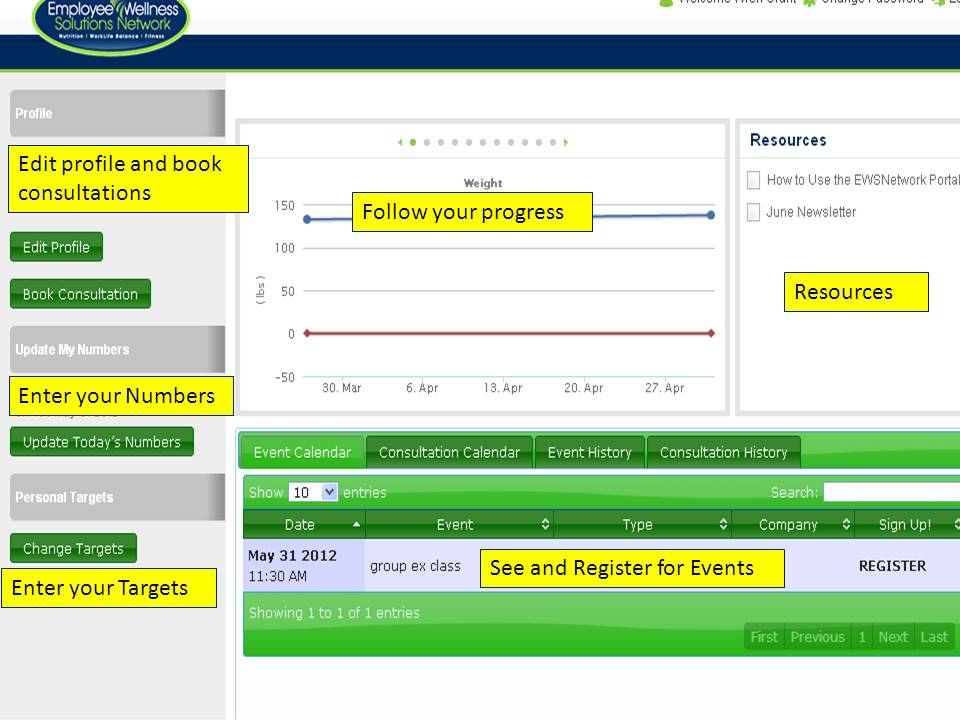 Employee Wellness
Solutions Network
Nutrition | WorkLife Balance | Fitness
Profile
Edit profile and book
consultations
Edit Profile
Book Consultation
Update My Numbers
Enter your Numbers
Update Today's Numbers
Personal Targets
Change Targets
Enter your Targets
Weight
Follow your progress
150
100
50
0
-50
( lbs )
30. Mar 6. Apr 13. Apr 20. Apr 27. Apr
Resources
How to Use the EWSNetwork Portal
June Newsletter
Resources
Event Calendar Consultation Calendar Event History Consultation History
Show 10 entries Search:
Date Event Type Company Sign Up!
May 31 2012
11:30 AM
group ex class
See and Register for Events
REGISTER
Showing 1 to 1 of 1 entries
First Previous 1 Next Last